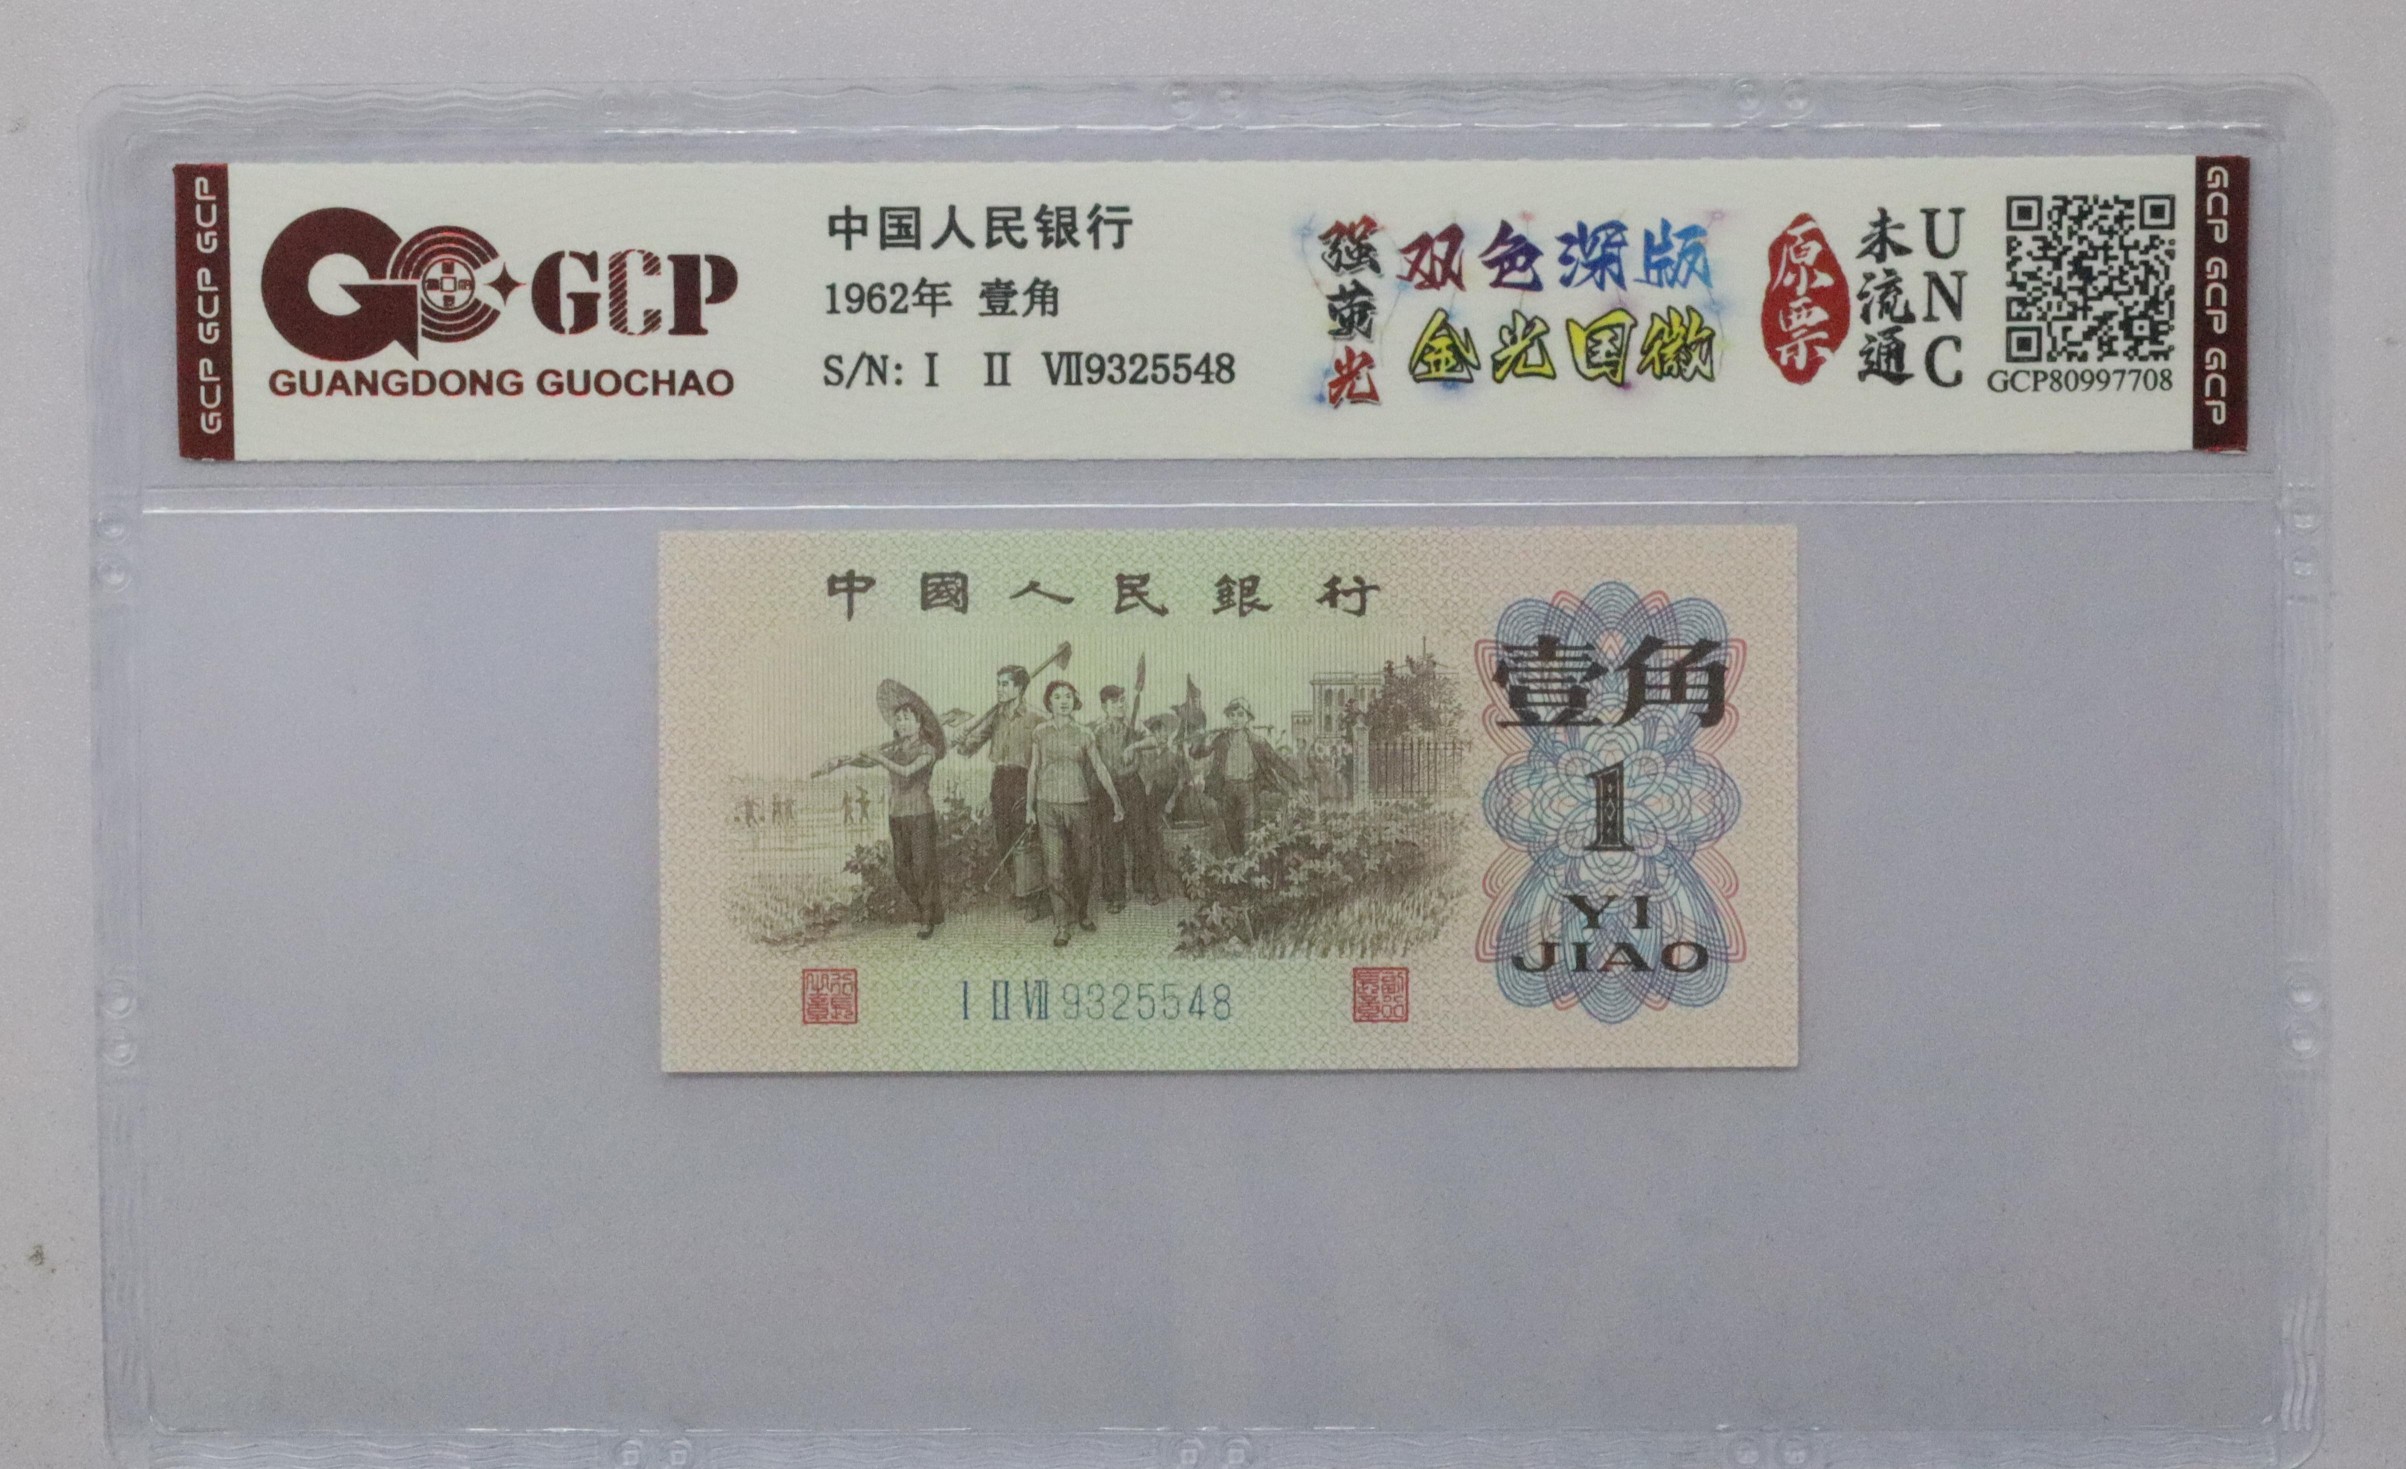 GCP GCP GCP
GCP
GUANGDONG GUOCHAO
中国人民银行
1962年 壹角
S/N: I II VII9325548
强萤光
双色深版
金光国徽
原票
未流通
UNC
GCP80997708
GCP GCP GCP
中國人民銀行
壹角
1
YI
JIAO
I II VII 9325548